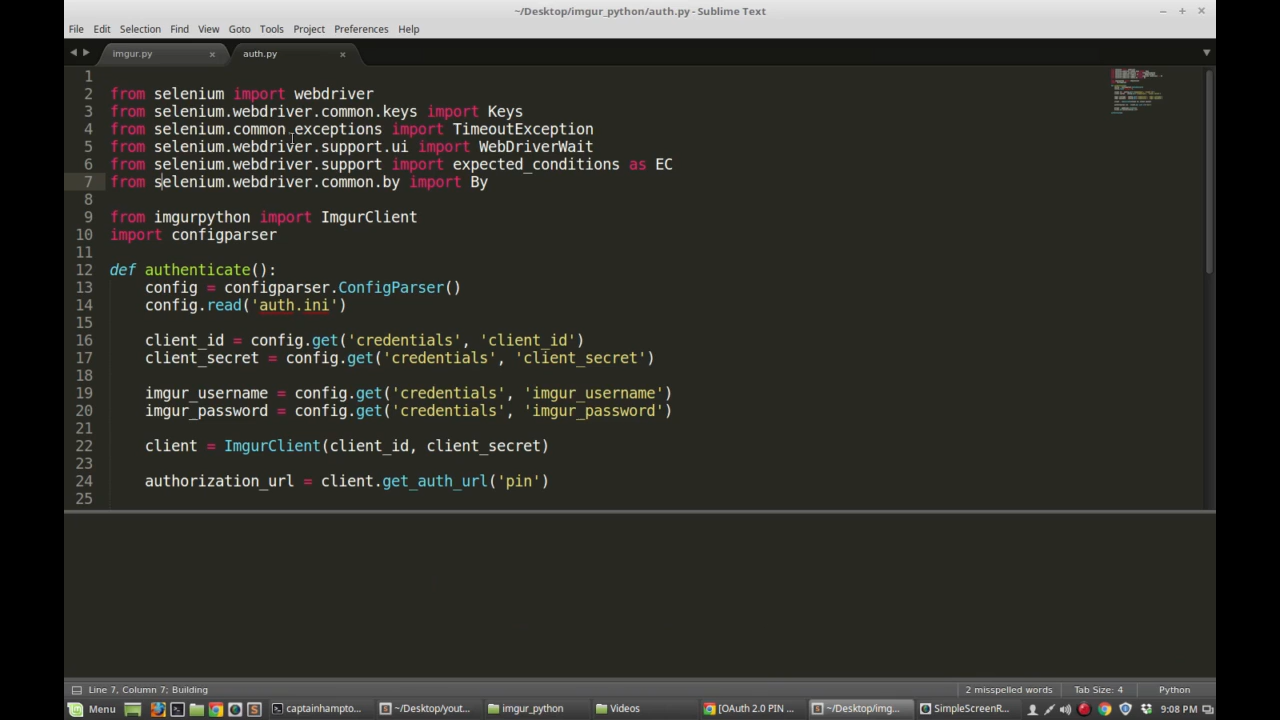 ~/Desktop/imgur_python/auth.py - Sublime Text
File Edit Selection Find View Goto Tools Project Preferences Help
imgur.py auth.py
1
2 from selenium import webdriver
3 from selenium.webdriver.common.keys import Keys
4 from selenium.common.exceptions import TimeoutException
5 from selenium.webdriver.support.ui import WebDriverWait
6 from selenium.webdriver.support import expected_conditions as EC
7 from selenium.webdriver.common.by import By
8
9 from imgurpython import ImgurClient
10 import configparser
11
12 def authenticate():
13 config = configparser.ConfigParser()
14 config.read('auth.ini')
15
16 client_id = config.get('credentials', 'client_id')
17 client_secret = config.get('credentials', 'client_secret')
18
19 imgur_username = config.get('credentials', 'imgur_username')
20 imgur_password = config.get('credentials', 'imgur_password')
21
22 client = ImgurClient(client_id, client_secret)
23
24 authorization_url = client.get_auth_url('pin')
25
Line 7, Column 7; Building 2 misspelled words Tab Size: 4 Python
Menu captainhampto... ~/Desktop/yout... imgur_python Videos [OAuth 2.0 PIN ... ~/Desktop/img... SimpleScreenR... 9:08 PM